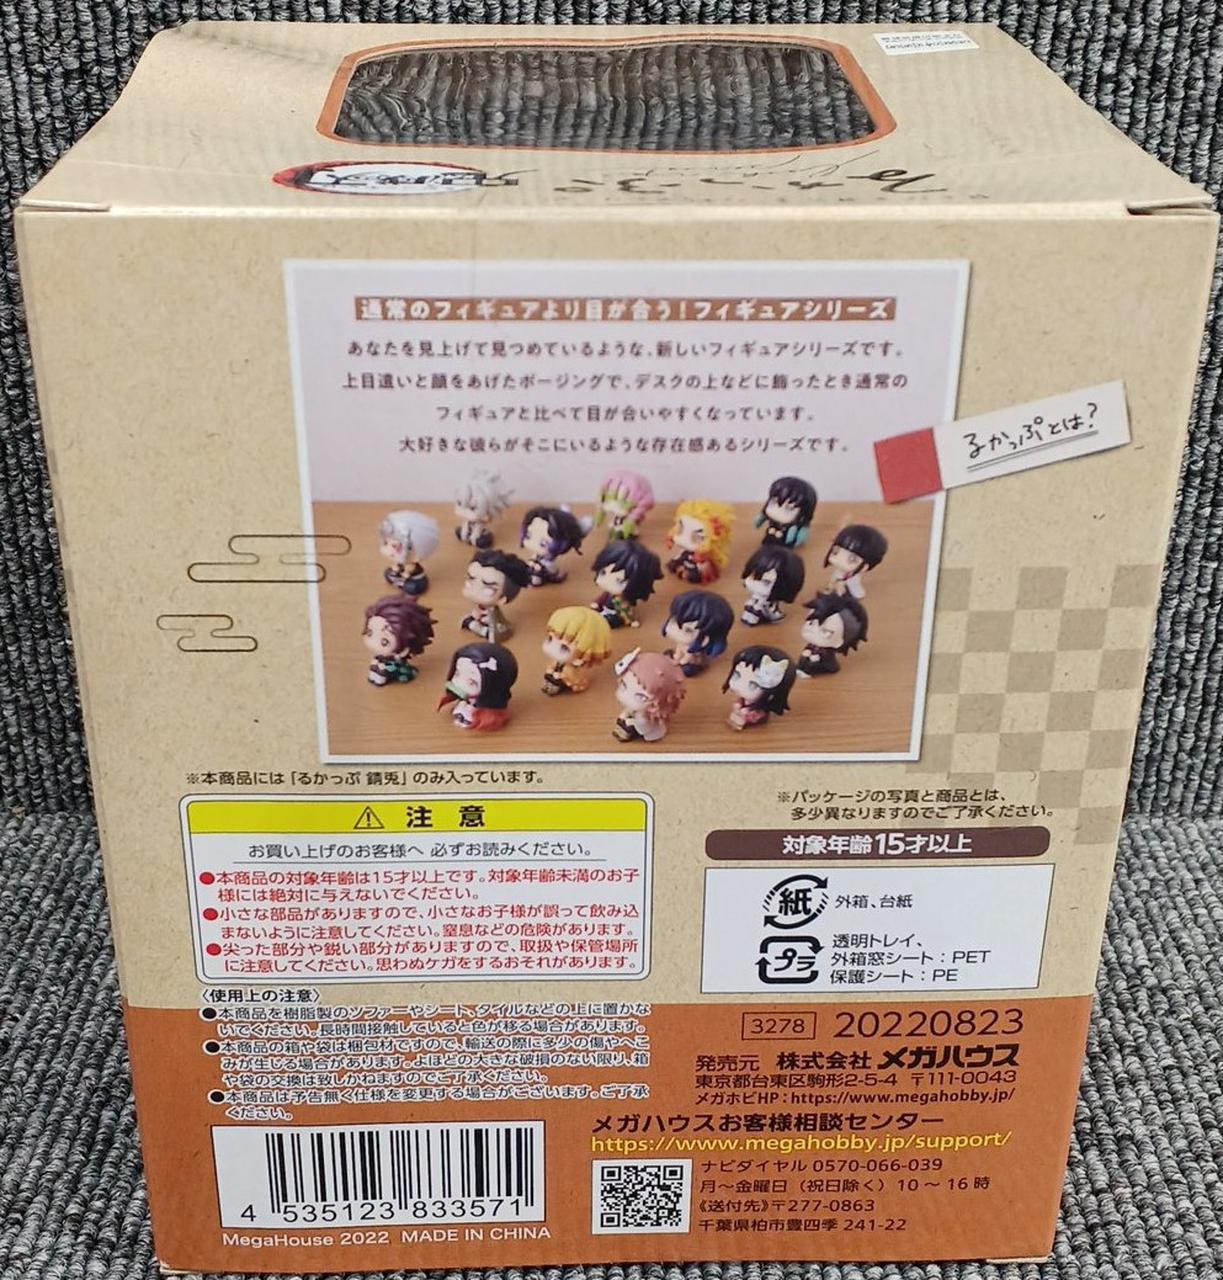 鬼滅の刃
るかっぷ
通常のフィギュアより目が合う!フィギュアシリーズ
あなたを見上げて見つめているような、新しいフィギュアシリーズです。
上目遣いと顔をあげたポージングで、デスクの上などに飾ったとき通常の
フィギュアと比べて目が合いやすくなっています。
大好きな彼らがそこにいるような存在感あるシリーズです。
るかっぷとは?
※本商品には「るかっぷ 錆兎」のみ入っています。
※パッケージの写真と商品とは、
多少異なりますのでご了承ください。
注 意
お買い上げのお客様へ 必ずお読みください。
●本商品の対象年齢は15才以上です。対象年齢未満のお子
様には絶対に与えないでください。
●小さな部品がありますので、小さなお子様が誤って飲み込
まないように注意してください。窒息などの危険があります。
●尖った部分や鋭い部分がありますので、取扱や保管場所
に注意してください。思わぬケガをするおそれがあります。
対象年齢15才以上
紙 外箱、台紙
プラ 透明トレイ、
外箱窓シート:PET
保護シート:PE
〈使用上の注意〉
●本商品を樹脂製のソファーやシート、タイルなどの上に置かな
いでください。長時間接触していると色が移る場合があります。
●本商品の箱や袋は梱包材ですので、輸送の際に多少の傷やへこ
みが生じる場合があります。よほどの大きな破損のない限り、箱
や袋の交換は致しかねますのでご了承ください。
●本商品は予告無く仕様を変更する場合がございます。ご了承
ください。
3278 20220823
発売元 株式会社メガハウス
東京都台東区駒形2-5-4 〒111-0043
メガホビHP:https://www.megahobby.jp/
メガハウスお客様相談センター
https://www.megahobby.jp/support/
ナビダイヤル 0570-066-039
月〜金曜日(祝日除く)10〜16時
《送付先》〒277-0863
千葉県柏市豊四季 241-22
4 535123 833571
MegaHouse 2022 MADE IN CHINA